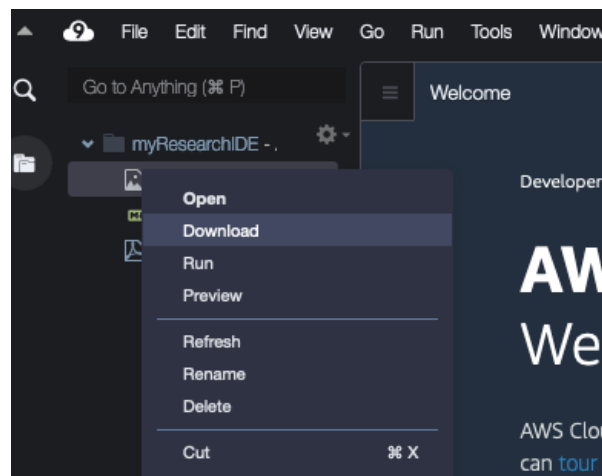 9 File Edit Find View Go Run Tools Window
Go to Anything (⌘ P)
Welcome
myResearchIDE - .
Developer
Open
Download
Run
Preview
AW
We
Refresh
Rename
Delete
AWS Clou
Cut ⌘ X
can tour